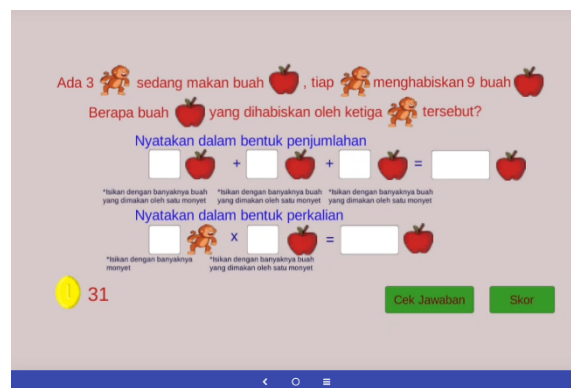 Ada 3 sedang makan buah , tiap menghabiskan 9 buah
Berapa buah yang dihabiskan oleh ketiga tersebut?
Nyatakan dalam bentuk penjumlahan
+ + =
*Isikan dengan banyaknya buah *Isikan dengan banyaknya buah *Isikan dengan banyaknya buah
yang dimakan oleh satu monyet yang dimakan oleh satu monyet yang dimakan oleh satu monyet
Nyatakan dalam bentuk perkalian
x =
*Isikan dengan banyaknya *Isikan dengan banyaknya buah
monyet yang dimakan oleh satu monyet
31
Cek Jawaban Skor